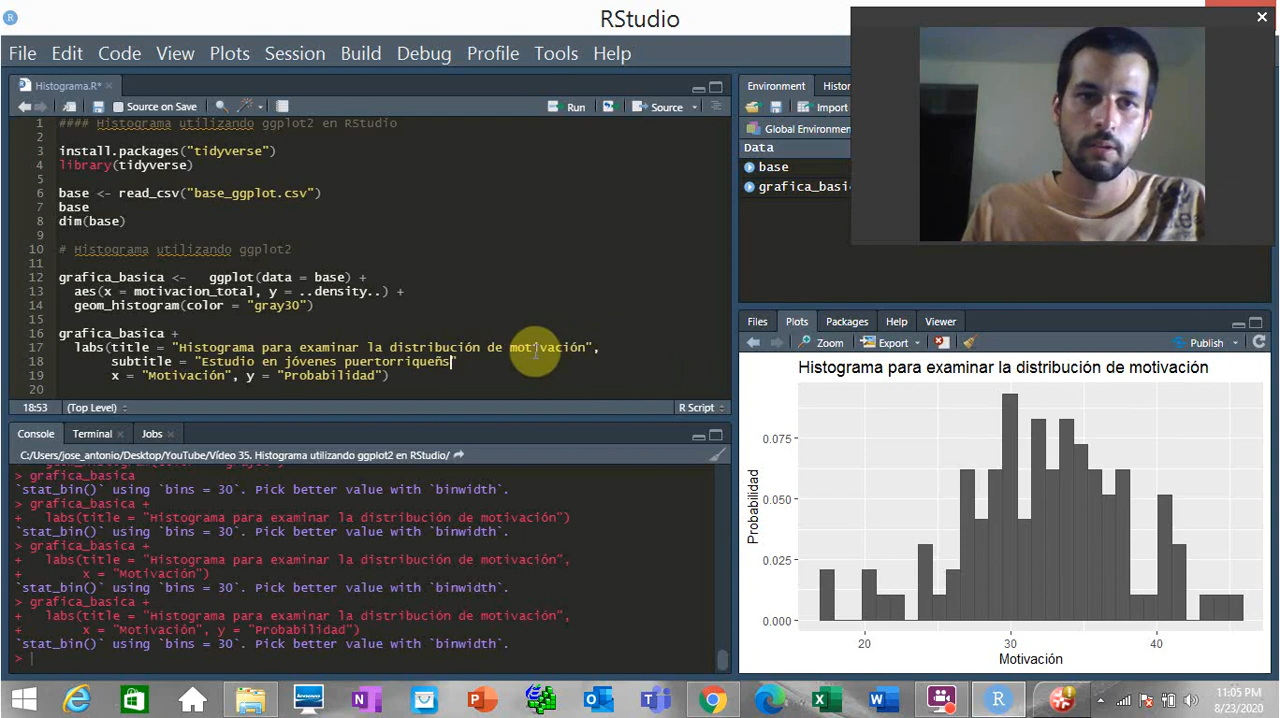 RStudio
File Edit Code View Plots Session Build Debug Profile Tools Help
Histograma.R*
Source on Save
Run
Source
1 #### Histograma utilizando ggplot2 en RStudio
2
3 install.packages("tidyverse")
4 library(tidyverse)
5
6 base <- read_csv("base_ggplot.csv")
7 base
8 dim(base)
9
10 # Histograma utilizando ggplot2
11
12 grafica_basica <- ggplot(data = base) +
13 aes(x = motivacion_total, y = ..density..) +
14 geom_histogram(color = "gray30")
15
16 grafica_basica +
17 labs(title = "Histograma para examinar la distribución de motivación",
18 subtitle = "Estudio en jóvenes puertorriqueñs"
19 x = "Motivación", y = "Probabilidad")
20
18:53 (Top Level) R Script
Console Terminal Jobs
C:/Users/jose_antonio/Desktop/YouTube/Vídeo 35. Histograma utilizando ggplot2 en RStudio/
> grafica_basica
`stat_bin()` using `bins = 30`. Pick better value with `binwidth`.
> grafica_basica +
+ labs(title = "Histograma para examinar la distribución de motivación")
`stat_bin()` using `bins = 30`. Pick better value with `binwidth`.
> grafica_basica +
+ labs(title = "Histograma para examinar la distribución de motivación",
+ x = "Motivación")
`stat_bin()` using `bins = 30`. Pick better value with `binwidth`.
> grafica_basica +
+ labs(title = "Histograma para examinar la distribución de motivación",
+ x = "Motivación", y = "Probabilidad")
`stat_bin()` using `bins = 30`. Pick better value with `binwidth`.
>
Environment Histor
Import
Global Environmen
Data
base
grafica_basi
Files Plots Packages Help Viewer
Zoom Export Publish
Histograma para examinar la distribución de motivación
0.075
0.050
0.025
0.000
Probabilidad
20 30 40
Motivación
11:05 PM
8/23/2020